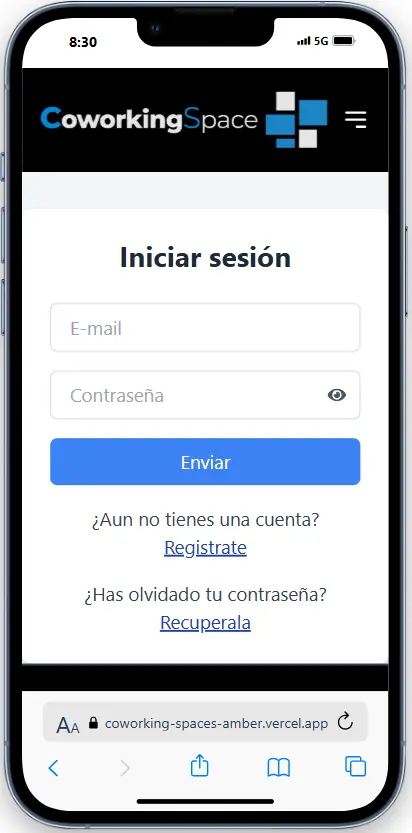 8:30
5G
CoworkingSpace
Iniciar sesión
E-mail
Contraseña
Enviar
¿Aun no tienes una cuenta?
Registrate
¿Has olvidado tu contraseña?
Recuperala
AA coworking-spaces-amber.vercel.app